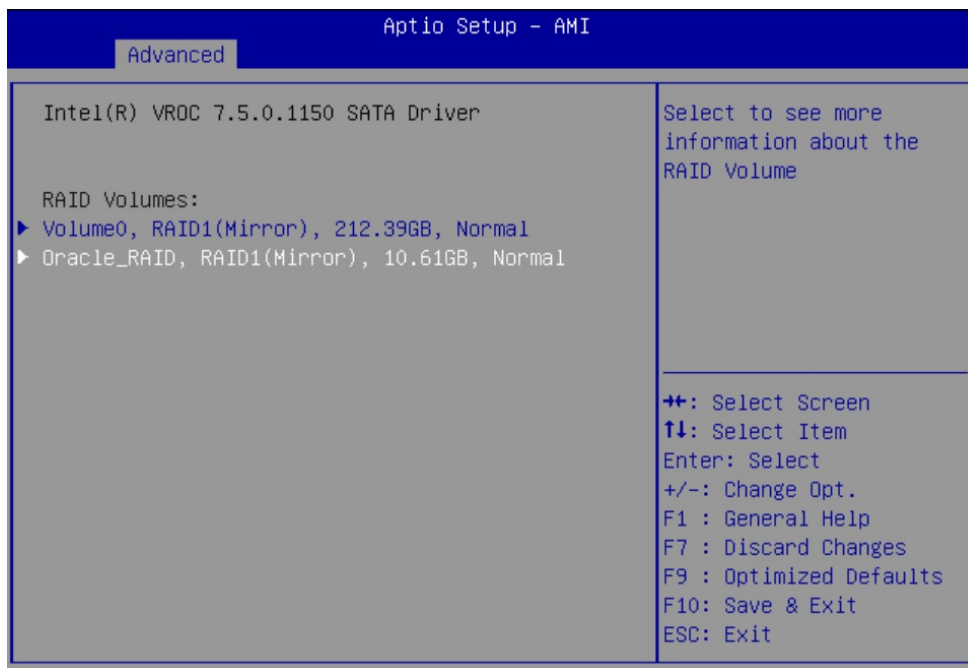 Aptio Setup – AMI
Advanced
Intel(R) VROC 7.5.0.1150 SATA Driver
RAID Volumes:
▶ Volume0, RAID1(Mirror), 212.39GB, Normal
▶ Oracle_RAID, RAID1(Mirror), 10.61GB, Normal
Select to see more
information about the
RAID Volume
→←: Select Screen
↑↓: Select Item
Enter: Select
+/-: Change Opt.
F1 : General Help
F7 : Discard Changes
F9 : Optimized Defaults
F10: Save & Exit
ESC: Exit